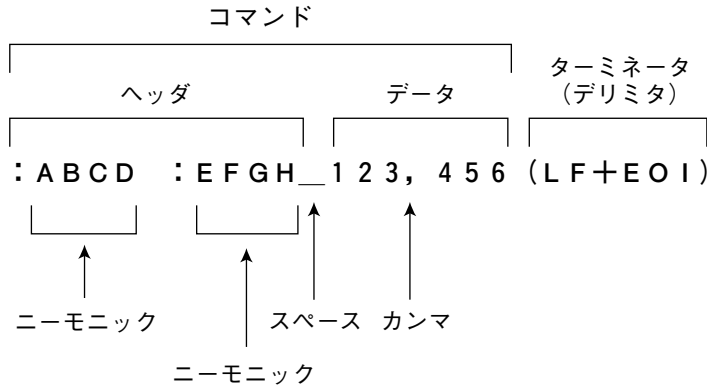 コマンド
ターミネータ
(デリミタ)
ヘッダ データ
:ABCD :EFGH_123,456(LF+EOI)
ニーモニック スペース カンマ
ニーモニック